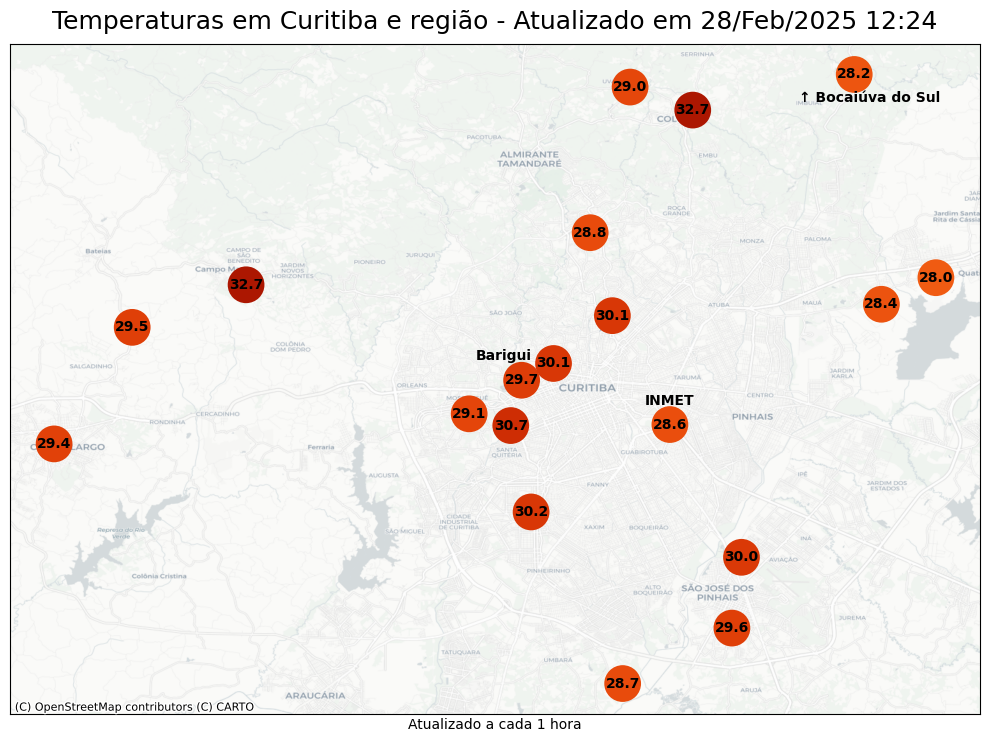 Temperaturas em Curitiba e região - Atualizado em 28/Feb/2025 12:24
SERRINHA
28.2
29.0
↑ Bocaiúva do Sul
32.7
PACOTUBA
ALMIRANTE
TAMANDARÉ
EMBU
ROÇA
GRANDE
Jardim Santa
Rita de Cássia
28.8
MONZA
PALOMA
Bateias
CAMPO DE
SÃO
BENEDITO
JURUQUI
PIONEIRO
JARDIM
NOVOS
HORIZONTES
Campo M
32.7
28.0
Quat
28.4
MAUÁ
ATUBA
SÃO JOÃO
30.1
29.5
COLÔNIA
DOM PEDRO
Barigui
30.1
SALGADINHO
29.7
JARDIM
KARLA
TARUMÃ
ORLEANS
CURITIBA
CENTRO
INMET
CERCADINHO
29.1
PINHAIS
RONDINHA
30.7
28.6
29.4
LARGO
Ferraria
SANTA
QUITÉRIA
GUABIROTUBA
AUGUSTA
IPÊ
FANNY
JARDIM DOS
ESTADOS I
30.2
CIDADE
INDUSTRIAL
DE CURITIBA
XAXIM
BOQUEIRÃO
SÃO MIGUEL
Represa do Rio
Verde
INÁ
30.0
AVIAÇÃO
PINHEIRINHO
Colônia Cristina
ALTO
BOQUEIRÃO
SÃO JOSÉ DOS
PINHAIS
JUREMA
29.6
TATUQUARA
UMBARÁ
28.7
ARUJÁ
ARAUCÁRIA
(C) OpenStreetMap contributors (C) CARTO
Atualizado a cada 1 hora